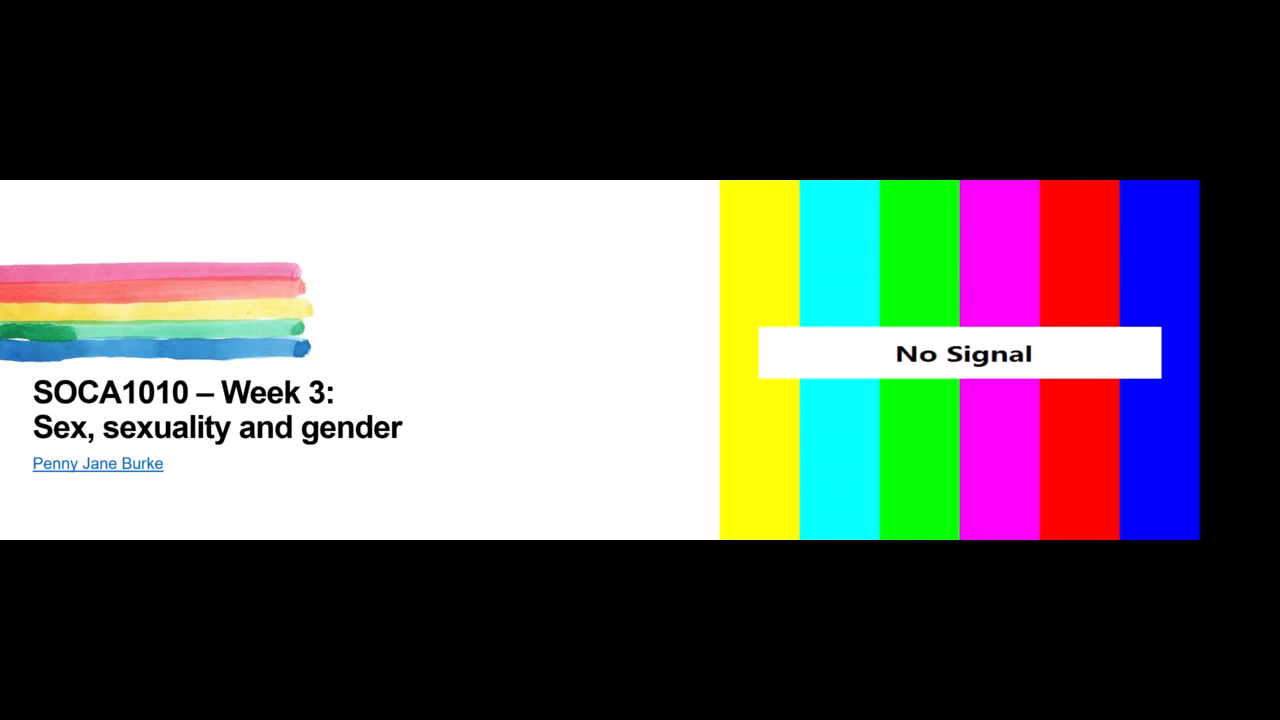 SOCA1010 – Week 3:
Sex, sexuality and gender
Penny Jane Burke
No Signal